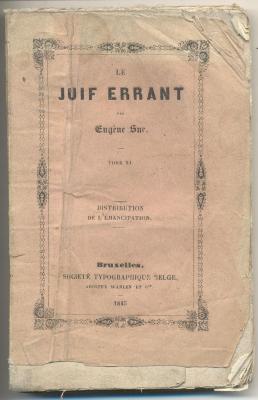 LE
JUIF ERRANT
PAR
Eugène Sue.
TOME XI
DISTRIBUTION
DE L'ÉMANCIPATION.
Bruxelles,
SOCIÉTÉ TYPOGRAPHIQUE BELGE,
ADOLPHE WAHLEN ET Cie
1845